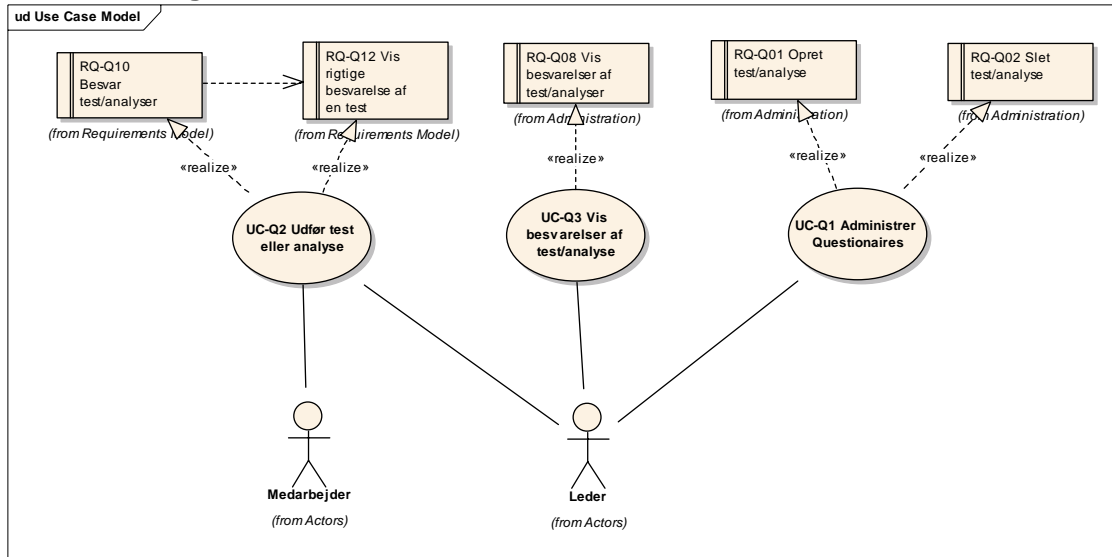 ud Use Case Model
RQ-Q10
Besvar
test/analyser
(from Requirements Model)
RQ-Q12 Vis
rigtige
besvarelse af
en test
(from Requirements Model)
RQ-Q08 Vis
besvarelser af
test/analyser
(from Administration)
RQ-Q01 Opret
test/analyse
(from Administration)
RQ-Q02 Slet
test/analyse
(from Administration)
«realize»
«realize»
«realize»
«realize»
«realize»
UC-Q2 Udfør test
eller analyse
UC-Q3 Vis
besvarelser af
test/analyse
UC-Q1 Administrer
Questionaires
Medarbejder
(from Actors)
Leder
(from Actors)